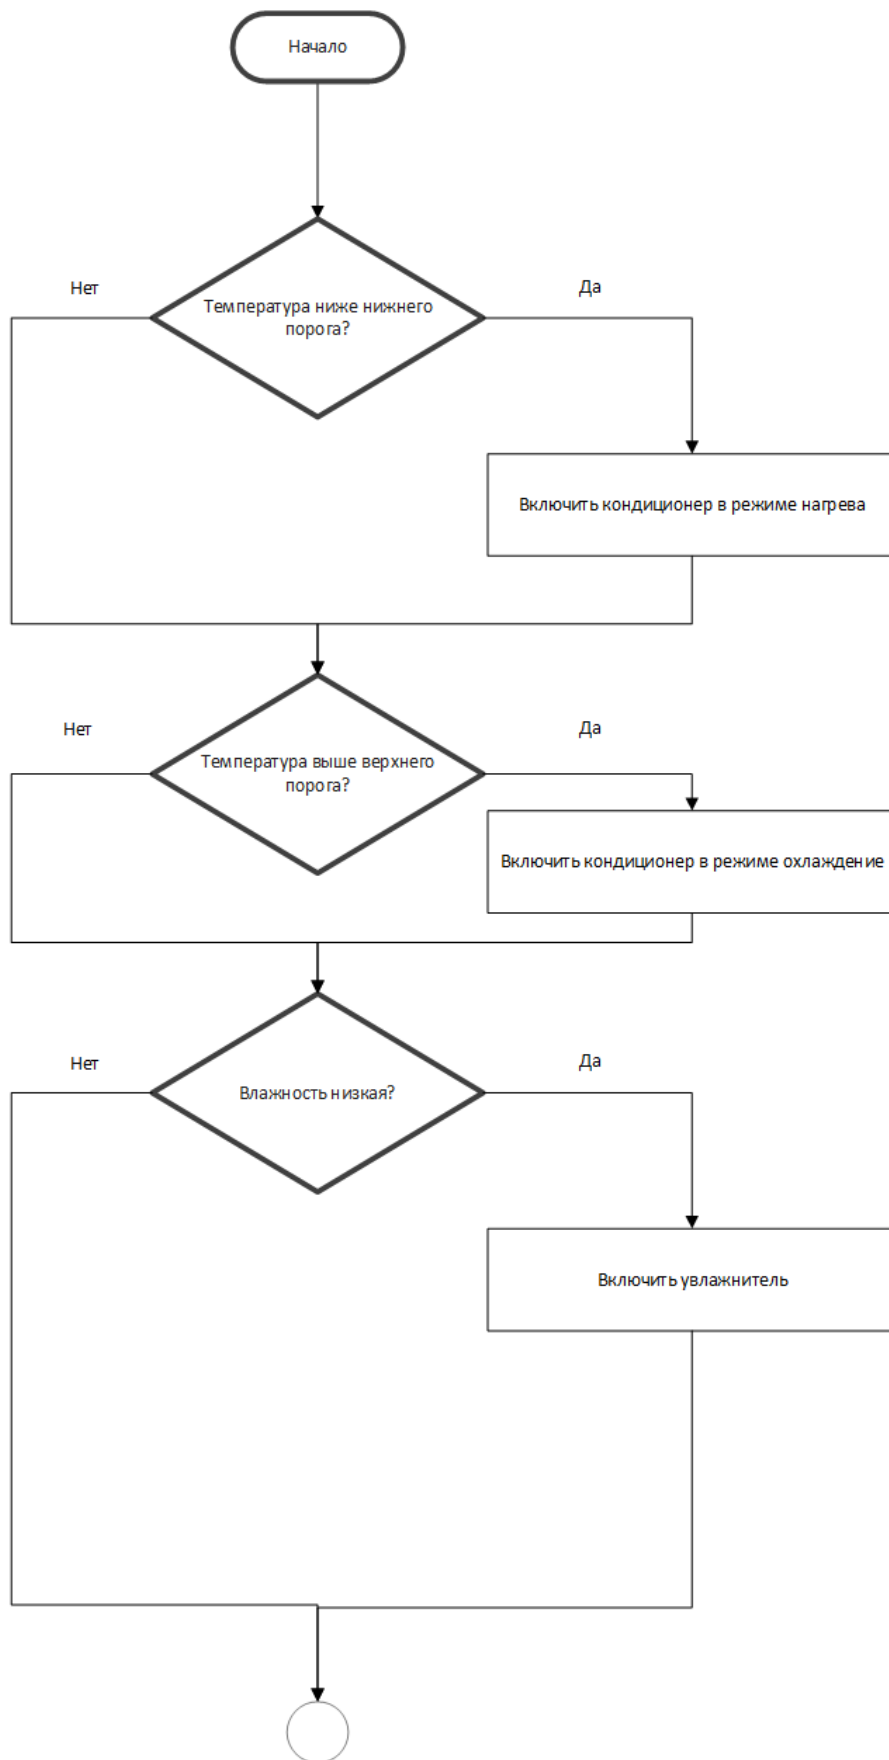 Начало
Нет
Да
Температура ниже нижнего
порога?
Включить кондиционер в режиме нагрева
Нет
Да
Температура выше верхнего
порога?
Включить кондиционер в режиме охлаждение
Нет
Да
Влажность низкая?
Включить увлажнитель